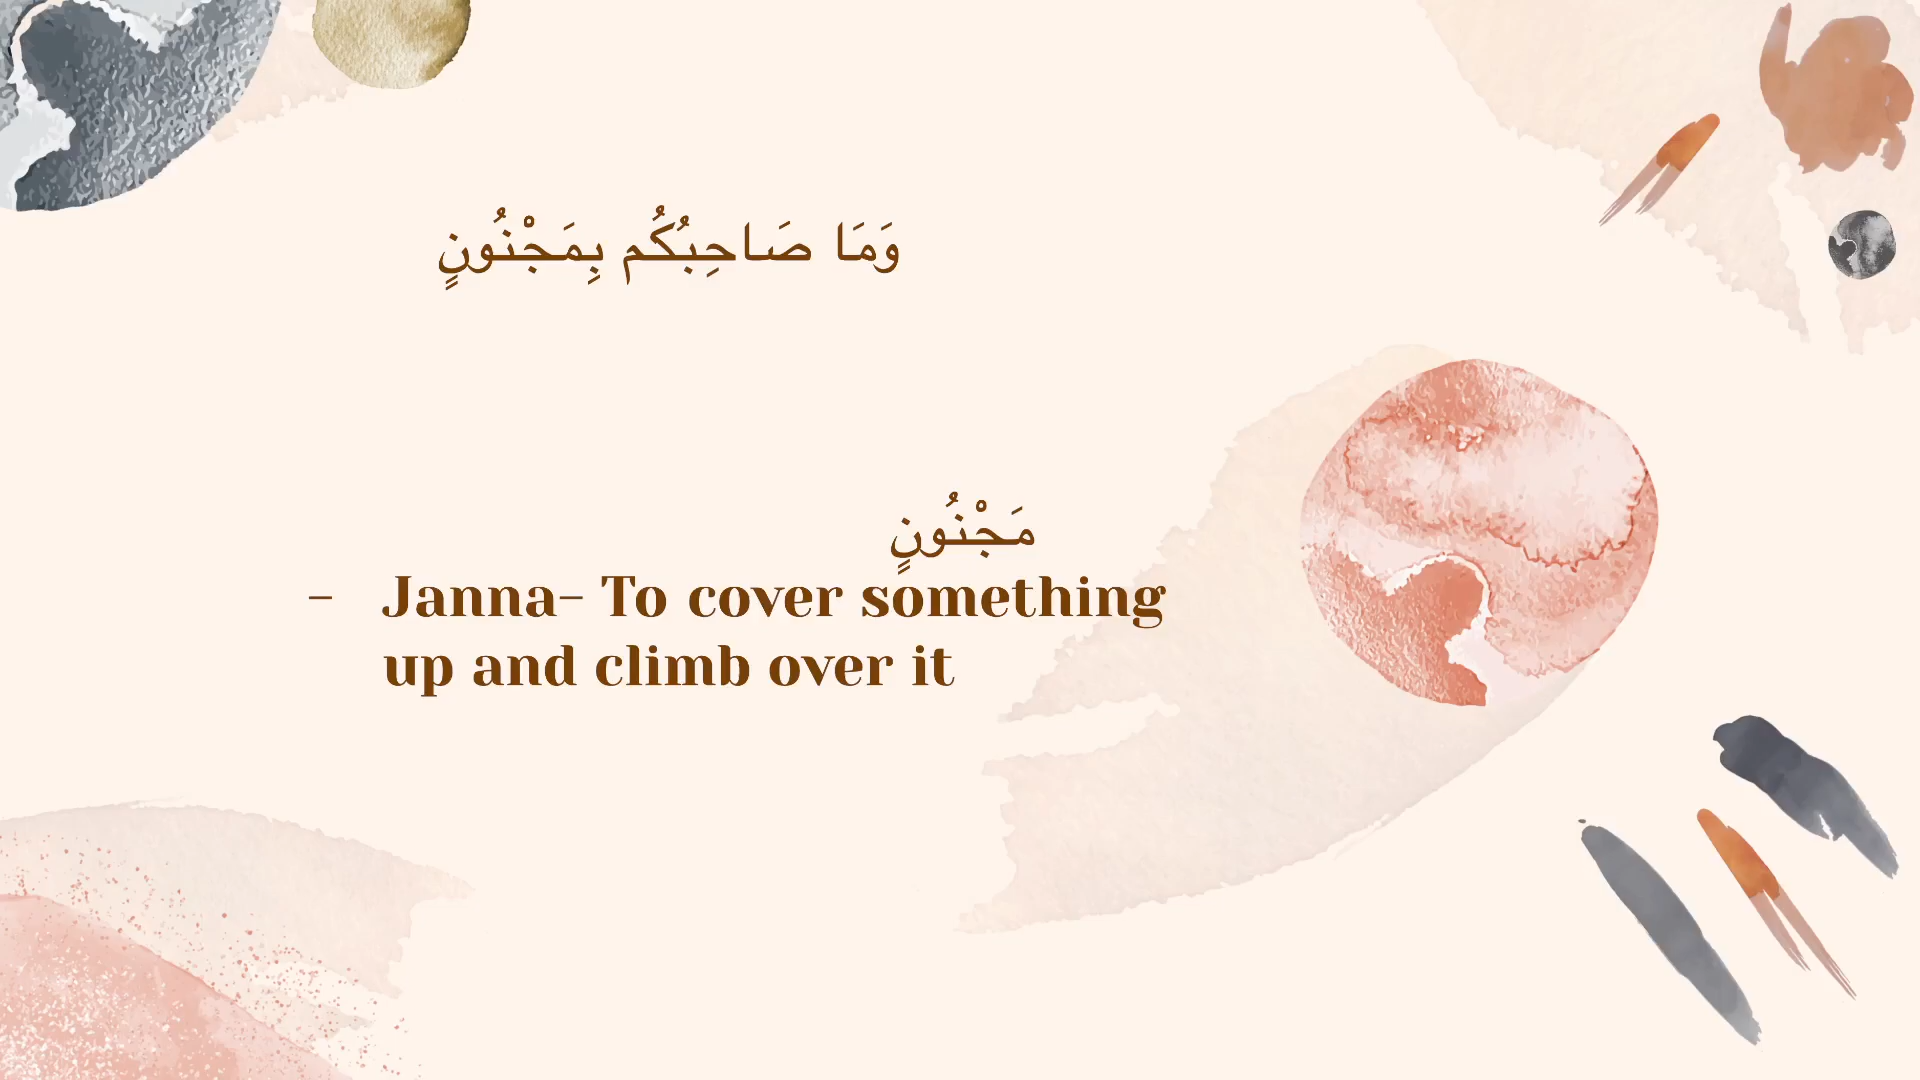 وَمَا صَاحِبُكُم بِمَجْنُونٍ
مَجْنُونٍ
- Janna- To cover something
up and climb over it